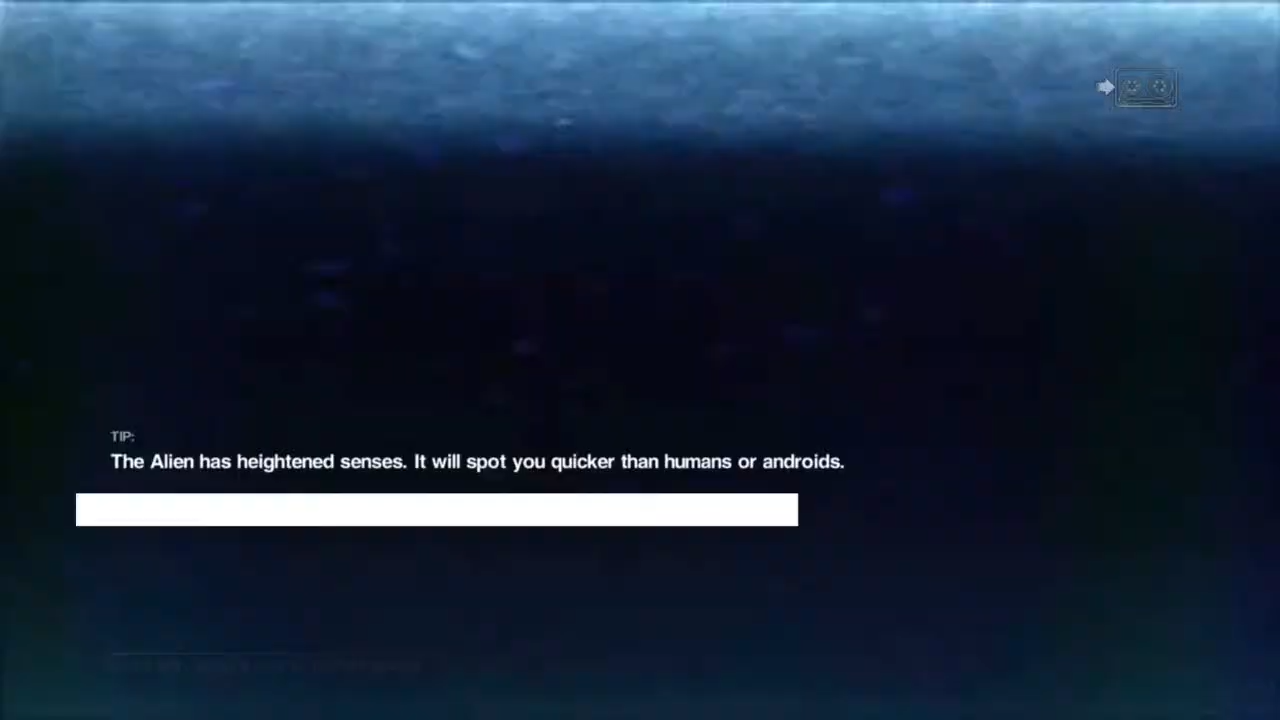 TIP:
The Alien has heightened senses. It will spot you quicker than humans or androids.